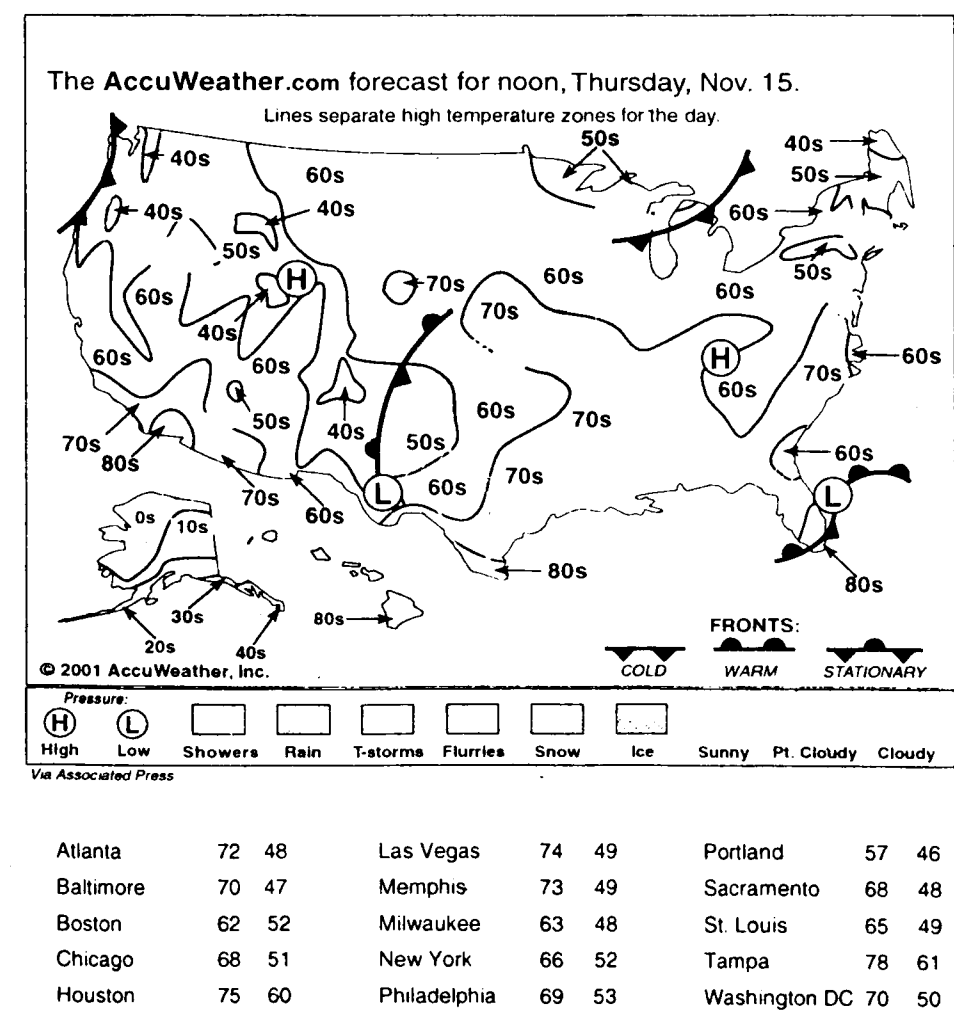 The AccuWeather.com forecast for noon, Thursday, Nov. 15.
Lines separate high temperature zones for the day.
50s
40s
40s
60s
50s
40s
40s
60s
50s
50s
60s
70s
60s
60s
40s
70s
60s
60s
60s
70s
60s
50s
60s
70s
70s
40s
50s
80s
60s
60s
70s
70s
60s
0s
10s
80s
80s
30s
80s
20s
40s
H
H
L
L
FRONTS:
COLD WARM STATIONARY
© 2001 AccuWeather, Inc.
Pressure:
H L
High Low Showers Rain T-storms Flurries Snow Ice Sunny Pt. Cloudy Cloudy
Via Associated Press
Atlanta 72 48 Las Vegas 74 49 Portland 57 46
Baltimore 70 47 Memphis 73 49 Sacramento 68 48
Boston 62 52 Milwaukee 63 48 St. Louis 65 49
Chicago 68 51 New York 66 52 Tampa 78 61
Houston 75 60 Philadelphia 69 53 Washington DC 70 50